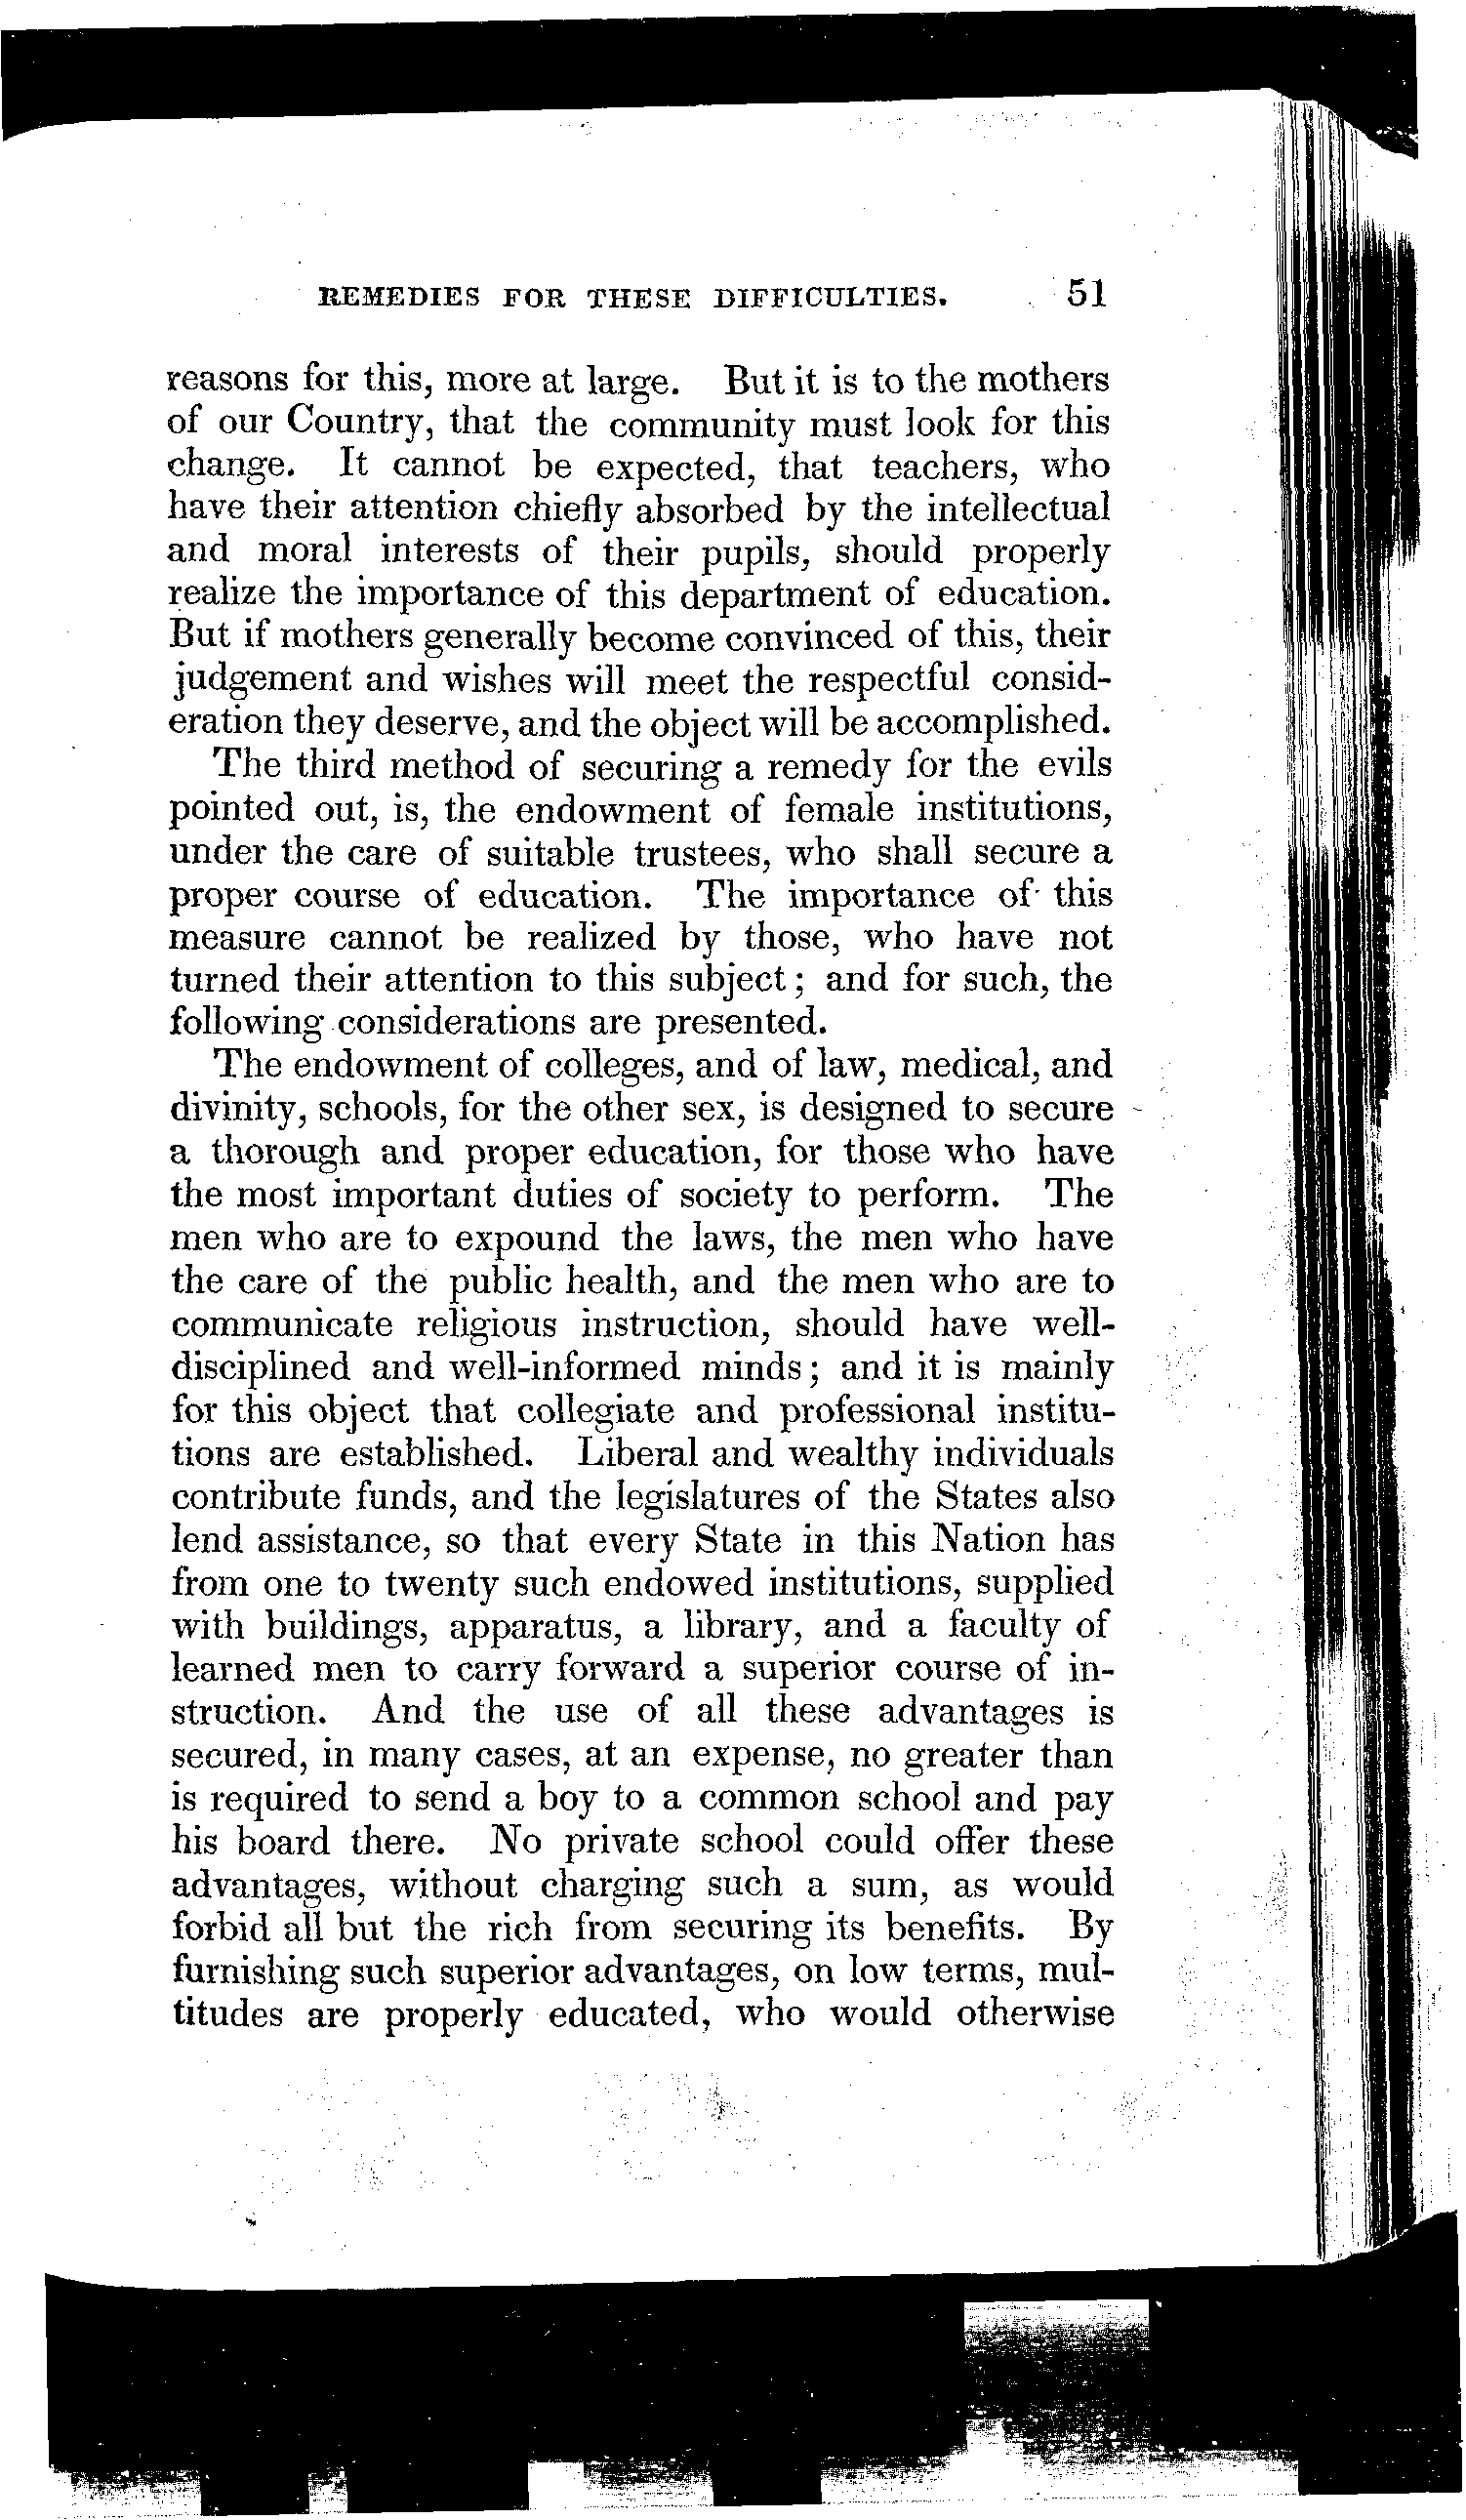 REMEDIES FOR THESE DIFFICULTIES. 51
reasons for this, more at large. But it is to the mothers
of our Country, that the community must look for this
change. It cannot be expected, that teachers, who
have their attention chiefly absorbed by the intellectual
and moral interests of their pupils, should properly
realize the importance of this department of education.
But if mothers generally become convinced of this, their
judgement and wishes will meet the respectful consid-
eration they deserve, and the object will be accomplished.
The third method of securing a remedy for the evils
pointed out, is, the endowment of female institutions,
under the care of suitable trustees, who shall secure a
proper course of education. The importance of this
measure cannot be realized by those, who have not
turned their attention to this subject; and for such, the
following considerations are presented.
The endowment of colleges, and of law, medical, and
divinity, schools, for the other sex, is designed to secure
a thorough and proper education, for those who have
the most important duties of society to perform. The
men who are to expound the laws, the men who have
the care of the public health, and the men who are to
communicate religious instruction, should have well-
disciplined and well-informed minds; and it is mainly
for this object that collegiate and professional institu-
tions are established. Liberal and wealthy individuals
contribute funds, and the legislatures of the States also
lend assistance, so that every State in this Nation has
from one to twenty such endowed institutions, supplied
with buildings, apparatus, a library, and a faculty of
learned men to carry forward a superior course of in-
struction. And the use of all these advantages is
secured, in many cases, at an expense, no greater than
is required to send a boy to a common school and pay
his board there. No private school could offer these
advantages, without charging such a sum, as would
forbid all but the rich from securing its benefits. By
furnishing such superior advantages, on low terms, mul-
titudes are properly educated, who would otherwise